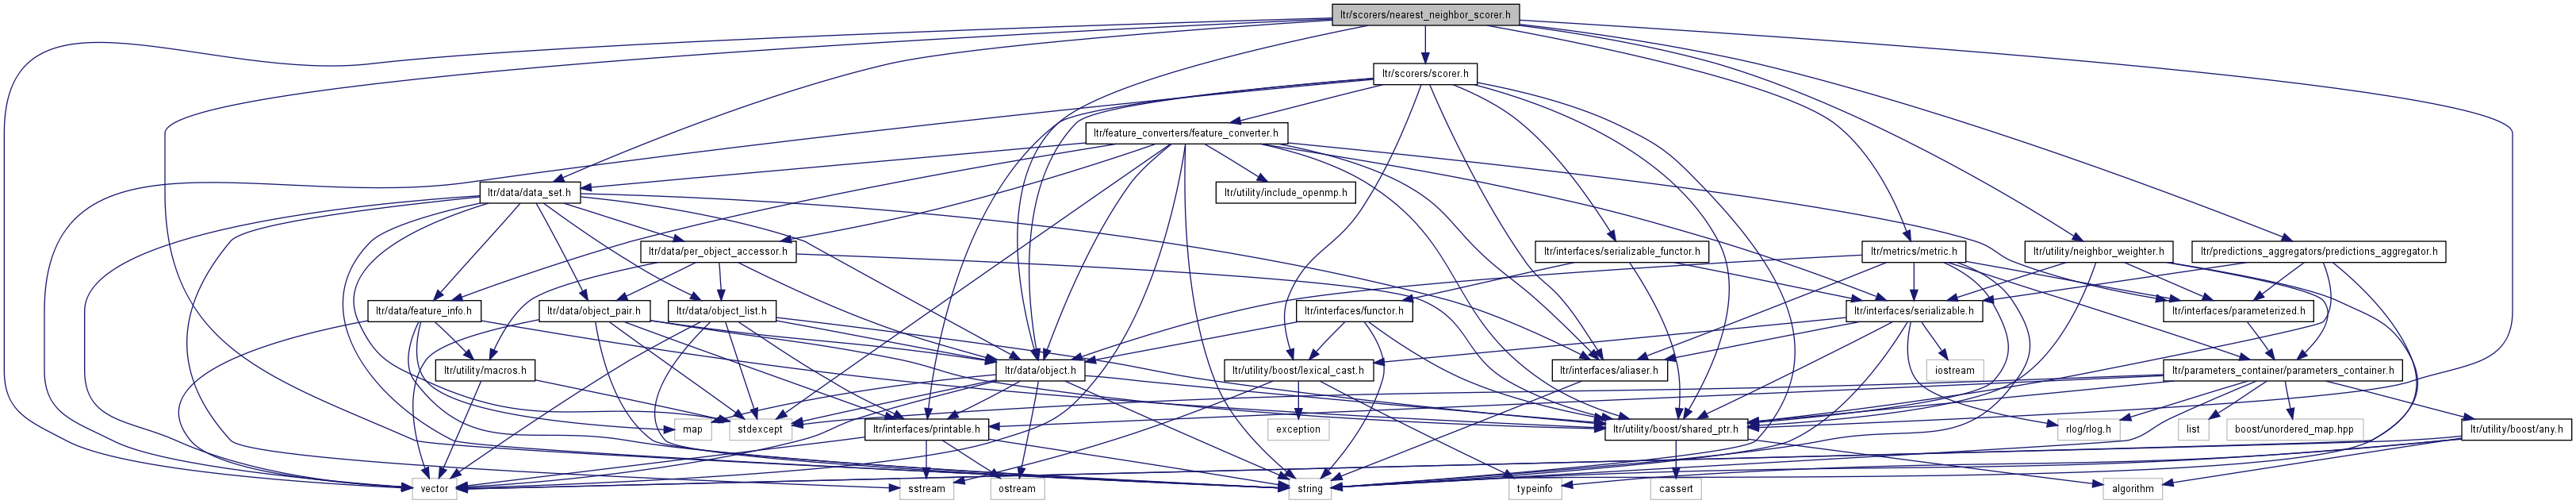 ltr/scorers/nearest_neighbor_scorer.h
ltr/scorers/scorer.h
ltr/feature_converters/feature_converter.h
ltr/data/data_set.h
ltr/utility/include_openmp.h
ltr/data/per_object_accessor.h
ltr/interfaces/serializable_functor.h
ltr/metrics/metric.h
ltr/utility/neighbor_weighter.h
ltr/predictions_aggregators/predictions_aggregator.h
ltr/data/feature_info.h
ltr/data/object_pair.h
ltr/data/object_list.h
ltr/interfaces/functor.h
ltr/interfaces/serializable.h
ltr/interfaces/parameterized.h
ltr/utility/macros.h
ltr/data/object.h
ltr/utility/boost/lexical_cast.h
ltr/interfaces/aliaser.h
iostream
ltr/parameters_container/parameters_container.h
map
stdexcept
ltr/interfaces/printable.h
exception
ltr/utility/boost/shared_ptr.h
rlog/rlog.h
list
boost/unordered_map.hpp
ltr/utility/boost/any.h
vector
sstream
ostream
string
typeinfo
cassert
algorithm